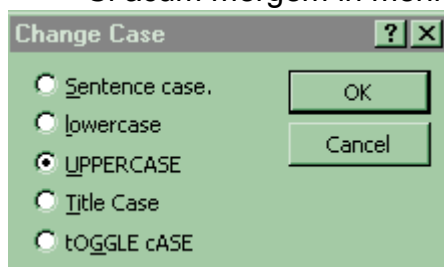 Change Case ? ×
Sentence case.
lowercase
UPPERCASE
Title Case
tOGGLE cASE
OK
Cancel